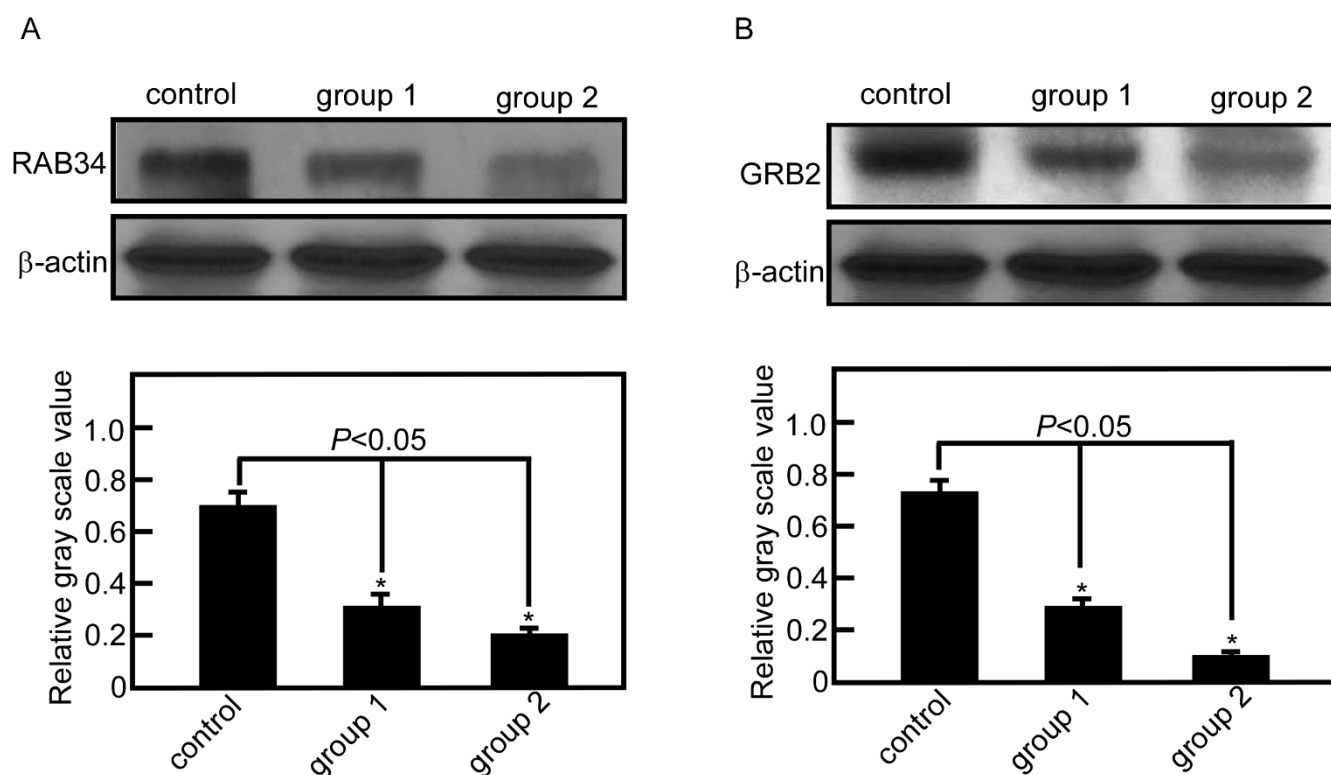 A
control group 1 group 2
RAB34
β-actin
Relative gray scale value
1.0
0.8
0.6
0.4
0.2
0
P<0.05
*
*
control
group 1
group 2
B
control group 1 group 2
GRB2
β-actin
Relative gray scale value
1.0
0.8
0.6
0.4
0.2
0
P<0.05
*
*
control
group 1
group 2